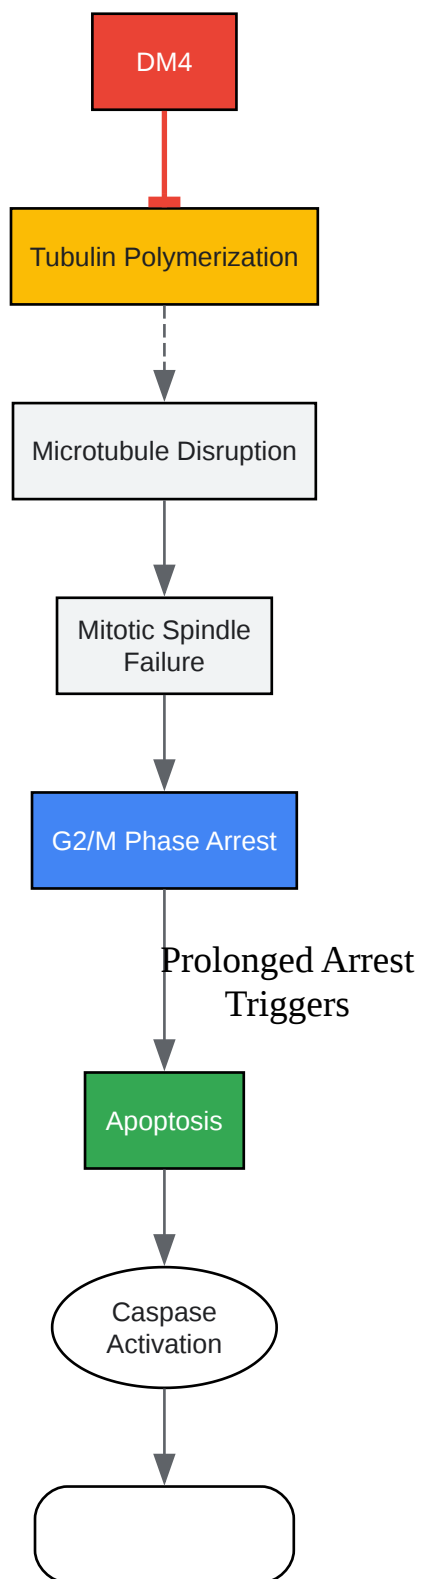 DM4
Tubulin Polymerization
Microtubule Disruption
Mitotic Spindle
Failure
G2/M Phase Arrest
Prolonged Arrest
Triggers
Apoptosis
Caspase
Activation